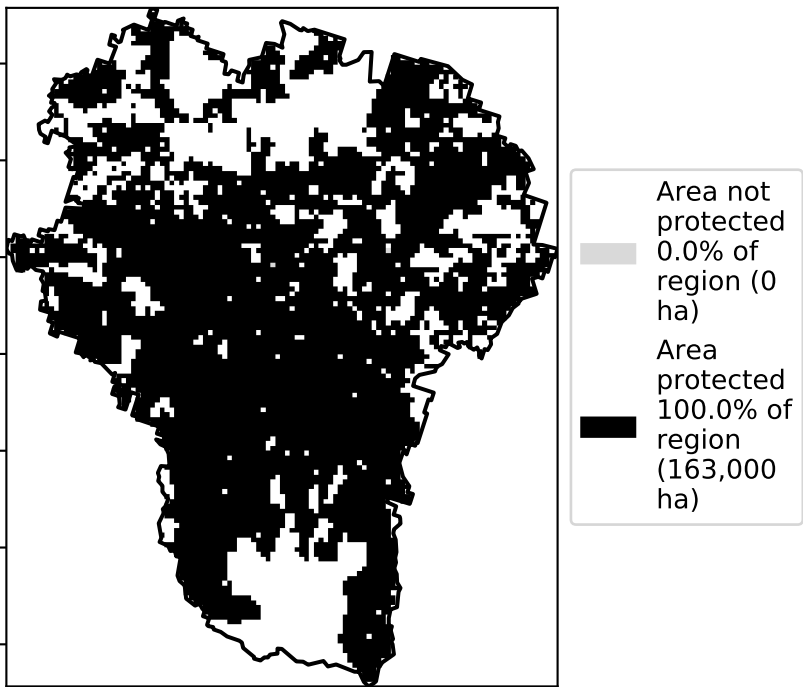 Area not
protected
0.0% of
region (0
ha)
Area
protected
100.0% of
region
(163,000
ha)